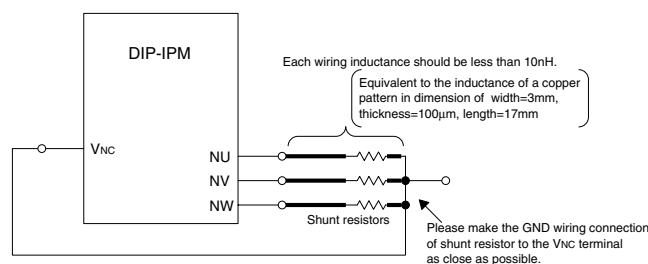 DIP-IPM
Each wiring inductance should be less than 10nH.
Equivalent to the inductance of a copper
pattern in dimension of width=3mm,
thickness=100μm, length=17mm
VNC
NU
NV
NW
Shunt resistors
Please make the GND wiring connection
of shunt resistor to the VNC terminal
as close as possible.